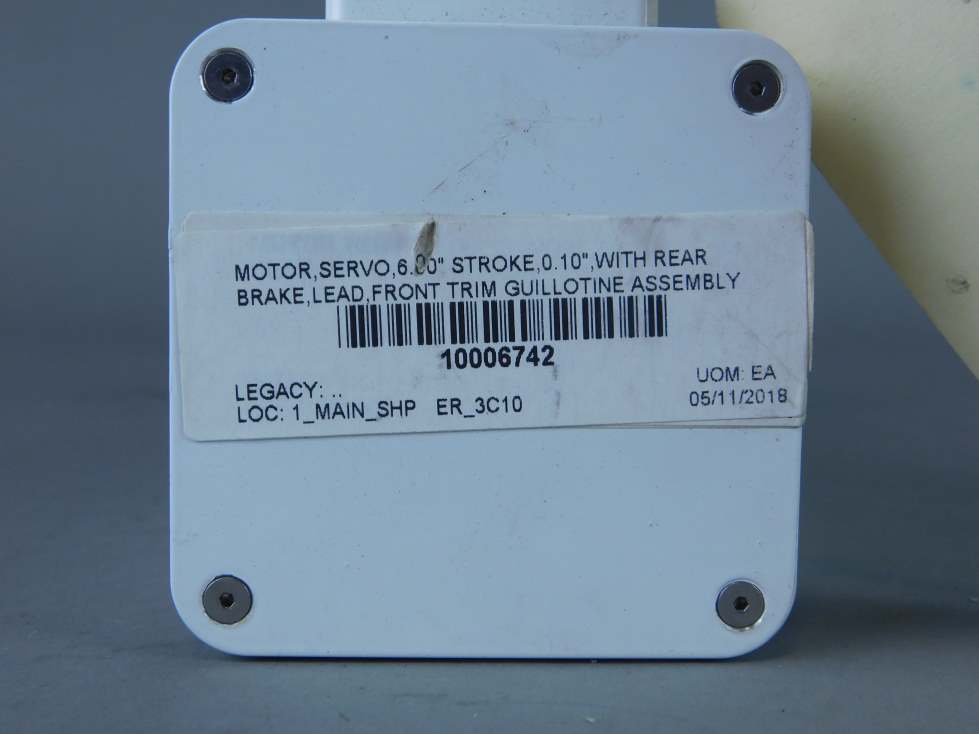 MOTOR,SERVO,6.00" STROKE,0.10",WITH REAR
BRAKE,LEAD,FRONT TRIM GUILLOTINE ASSEMBLY
10006742
LEGACY: ..
UOM: EA
LOC: 1_MAIN_SHP ER_3C10
05/11/2018